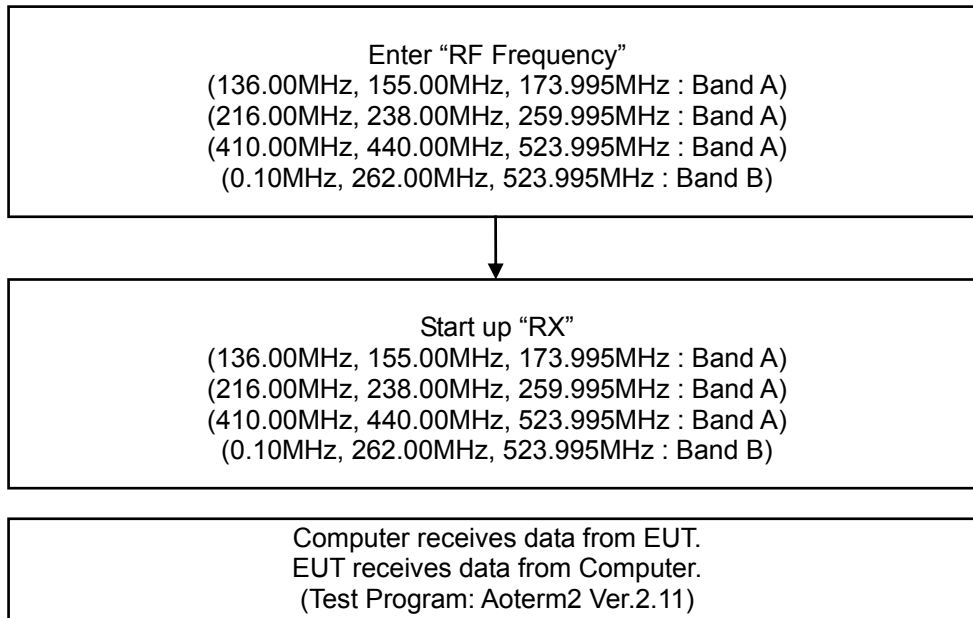 Enter “RF Frequency”
(136.00MHz, 155.00MHz, 173.995MHz : Band A)
(216.00MHz, 238.00MHz, 259.995MHz : Band A)
(410.00MHz, 440.00MHz, 523.995MHz : Band A)
(0.10MHz, 262.00MHz, 523.995MHz : Band B)
Start up “RX”
(136.00MHz, 155.00MHz, 173.995MHz : Band A)
(216.00MHz, 238.00MHz, 259.995MHz : Band A)
(410.00MHz, 440.00MHz, 523.995MHz : Band A)
(0.10MHz, 262.00MHz, 523.995MHz : Band B)
Computer receives data from EUT.
EUT receives data from Computer.
(Test Program: Aoterm2 Ver.2.11)